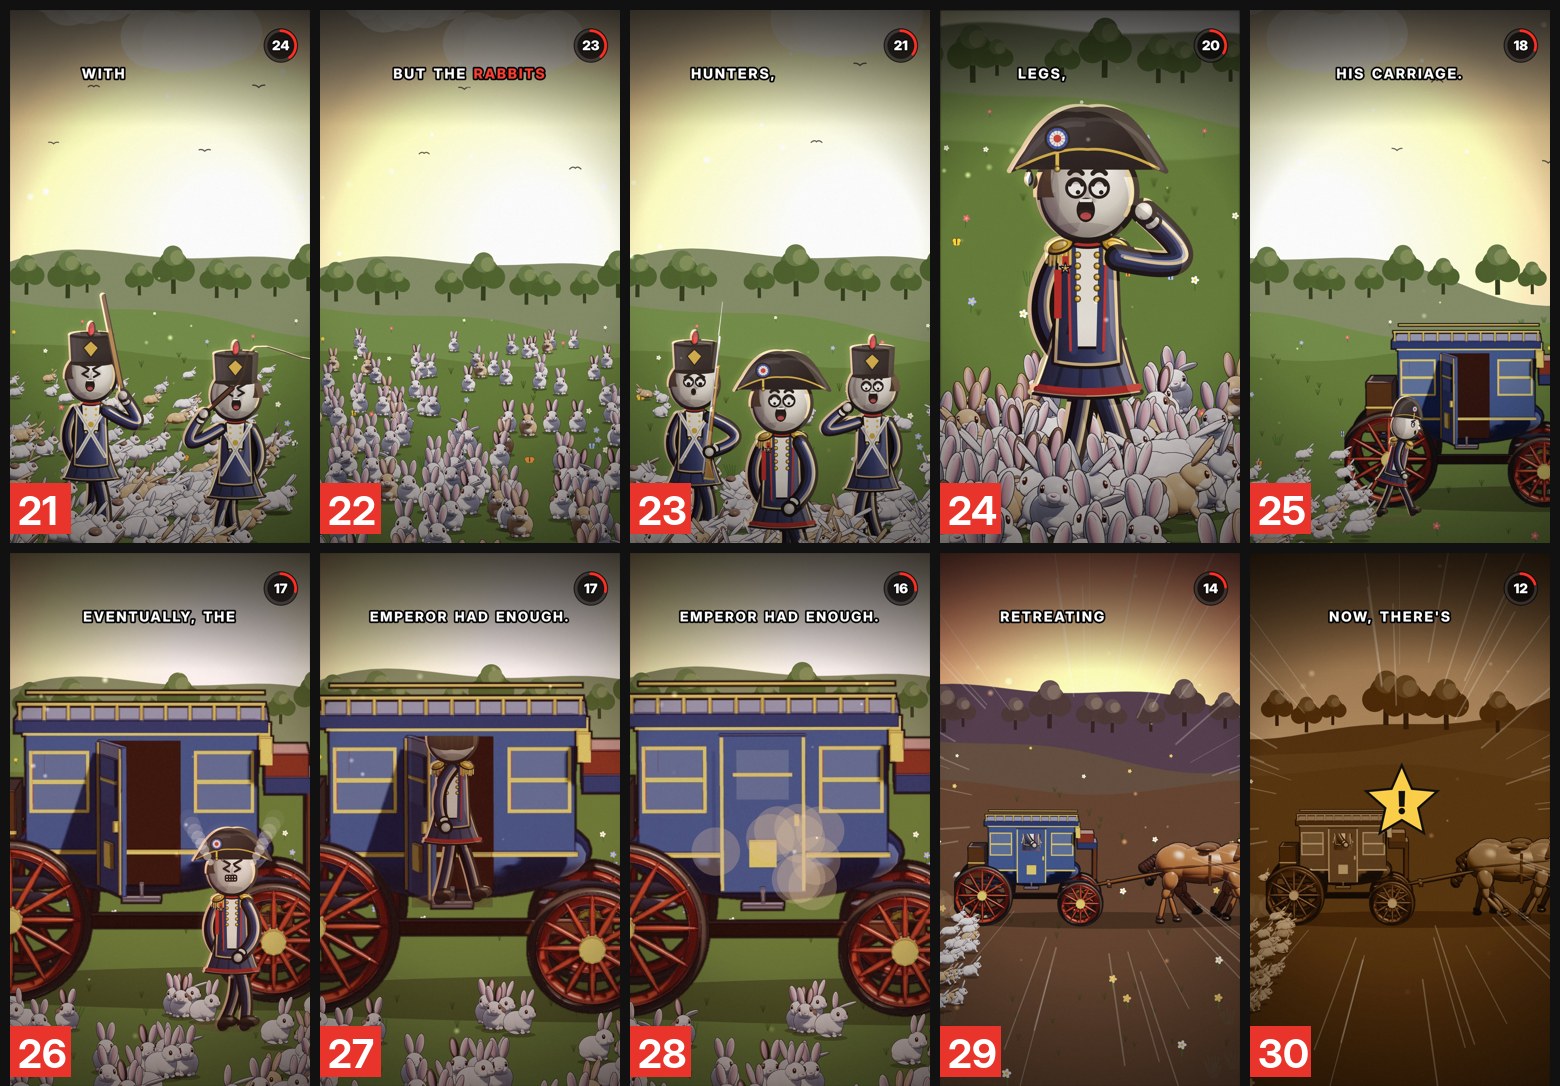 24
WITH
21
23
BUT THE RABBITS
22
21
HUNTERS,
23
20
LEGS,
24
18
HIS CARRIAGE.
25
17
EVENTUALLY, THE
26
17
EMPEROR HAD ENOUGH.
27
16
EMPEROR HAD ENOUGH.
28
14
RETREATING
29
12
NOW, THERE'S
!
30